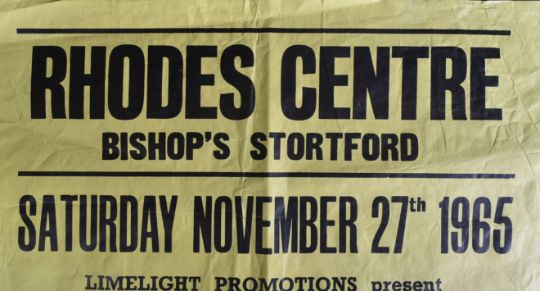 RHODES CENTRE
BISHOP'S STORTFORD
SATURDAY NOVEMBER 27th 1965
LIMELIGHT PROMOTIONS present